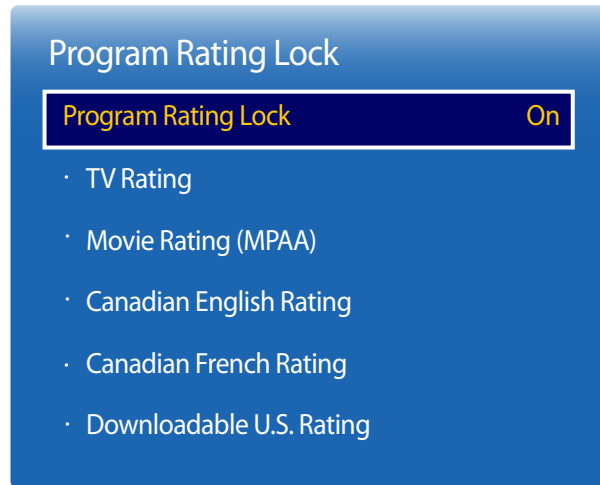 Program Rating Lock
Program Rating Lock On
· TV Rating
· Movie Rating (MPAA)
· Canadian English Rating
· Canadian French Rating
· Downloadable U.S. Rating